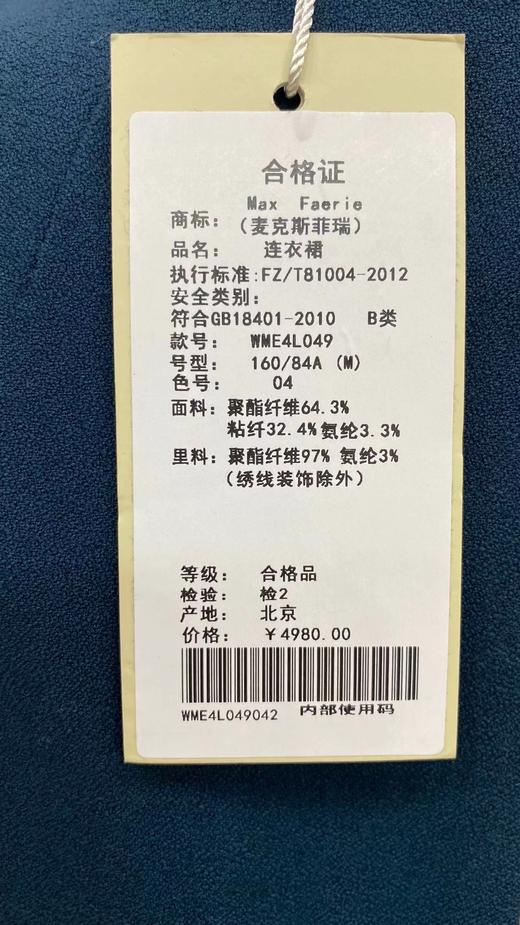 合格证
Max Faerie
商标：（麦克斯菲瑞）
品名：连衣裙
执行标准:FZ/T81004-2012
安全类别：
符合GB18401-2010 B类
款号：WME4L049
号型：160/84A (M)
色号：04
面料：聚酯纤维64.3%
粘纤32.4% 氨纶3.3%
里料：聚酯纤维97% 氨纶3%
（绣线装饰除外）
等级：合格品
检验：检2
产地：北京
价格：￥4980.00
WME4L049042 内部使用码